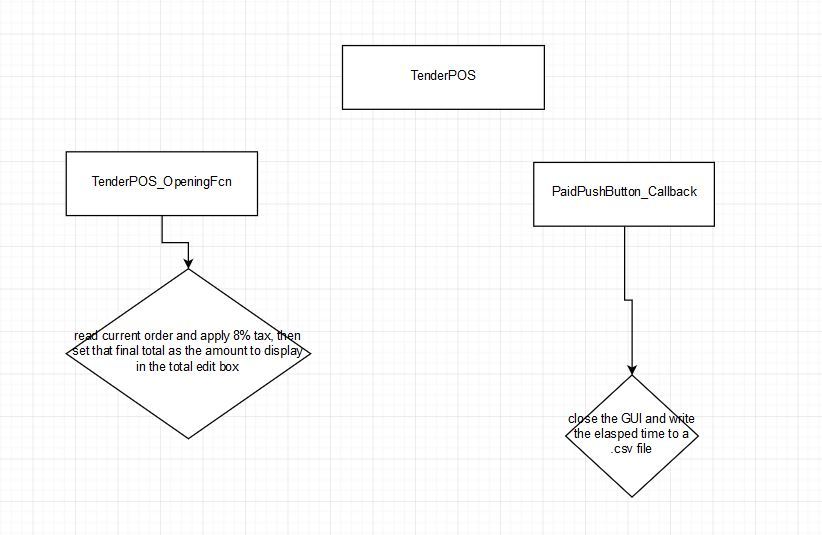 TenderPOS
TenderPOS_OpeningFcn
PaidPushButton_Callback
read current order and apply 8% tax, then
set that final total as the amount to display
in the total edit box
close the GUI and write
the elasped time to a
.csv file